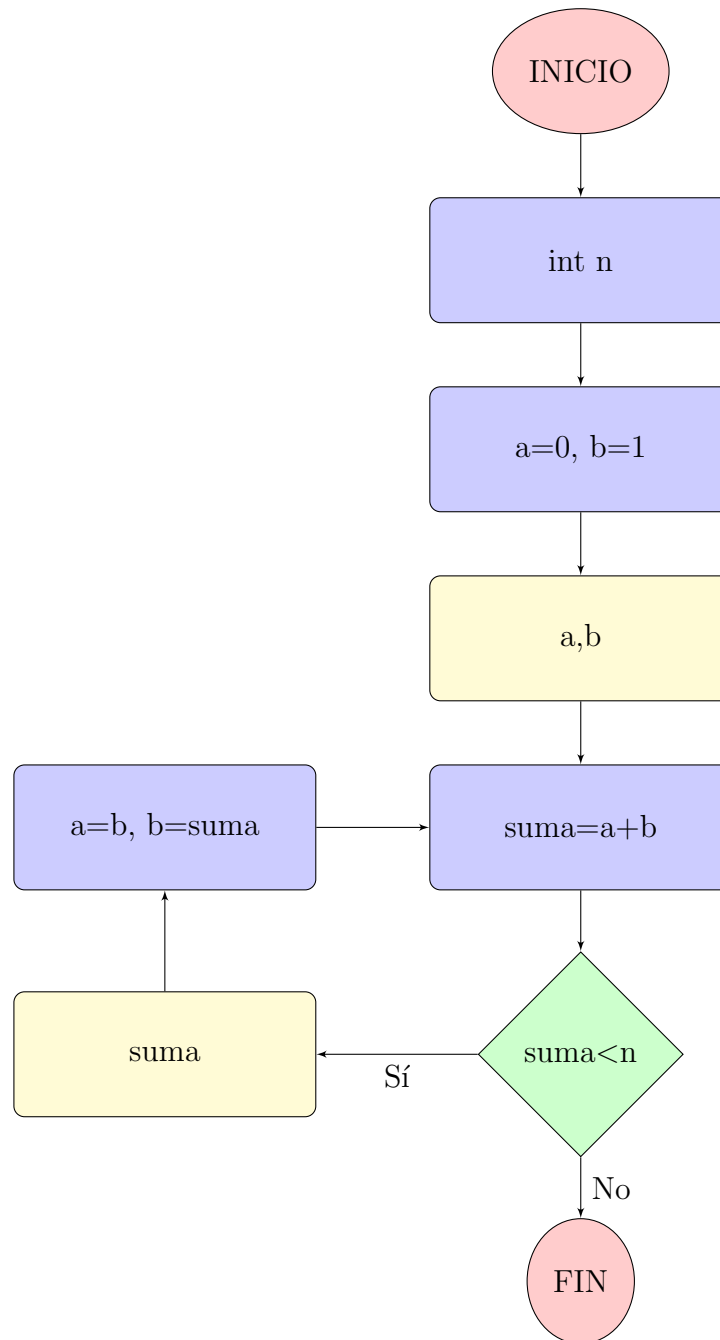 INICIO
int n
a=0, b=1
a,b
a=b, b=suma
suma=a+b
suma
Sí
suma<n
No
FIN